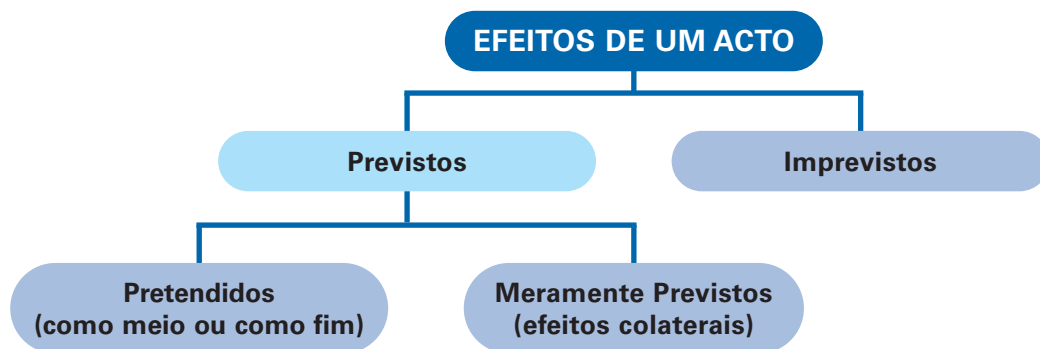 EFEITOS DE UM ACTO
Previstos
Imprevistos
Pretendidos
(como meio ou como fim)
Meramente Previstos
(efeitos colaterais)